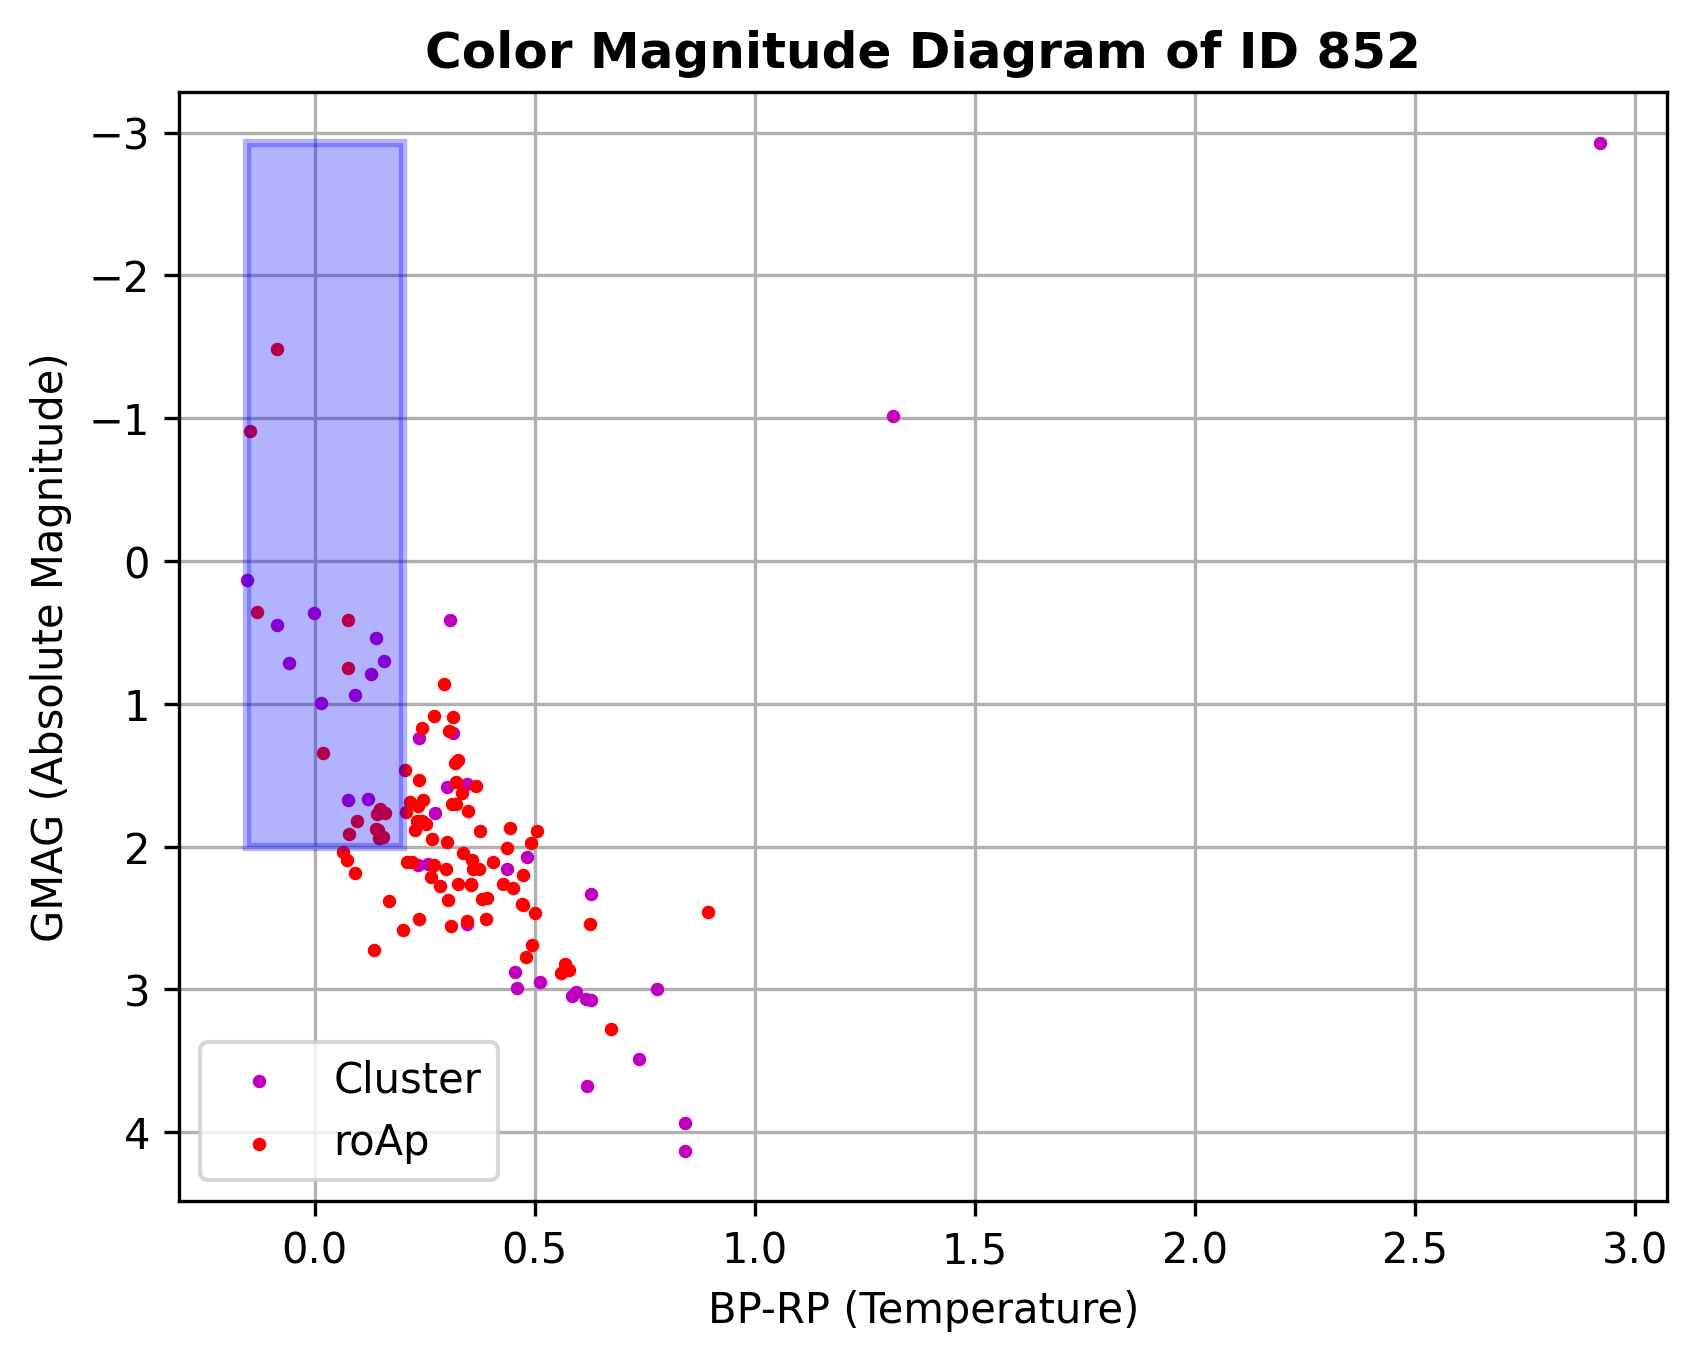 Color Magnitude Diagram of ID 852
GMAG (Absolute Magnitude)
−3
−2
−1
0
1
2
3
4
Cluster
roAp
0.0 0.5 1.0 1.5 2.0 2.5 3.0
BP-RP (Temperature)